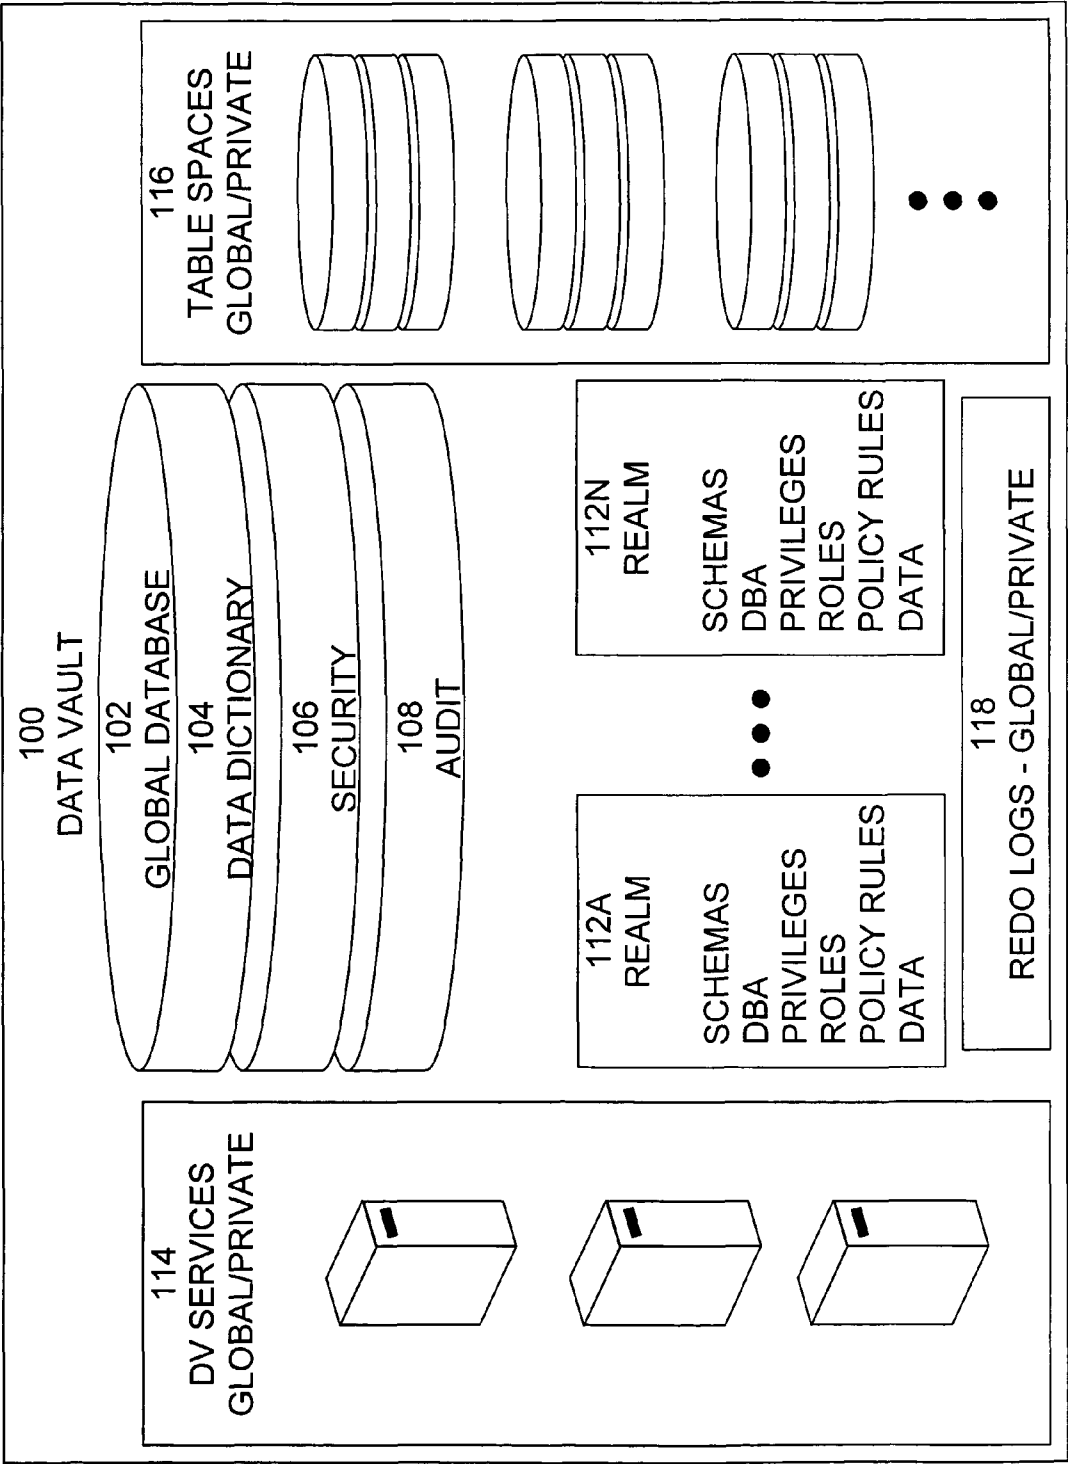 100
DATA VAULT
102
GLOBAL DATABASE
104
DATA DICTIONARY
106
SECURITY
108
AUDIT
114
DV SERVICES
GLOBAL/PRIVATE
112A
REALM
SCHEMAS
DBA
PRIVILEGES
ROLES
POLICY RULES
DATA
112N
REALM
SCHEMAS
DBA
PRIVILEGES
ROLES
POLICY RULES
DATA
118
REDO LOGS - GLOBAL/PRIVATE
116
TABLE SPACES
GLOBAL/PRIVATE